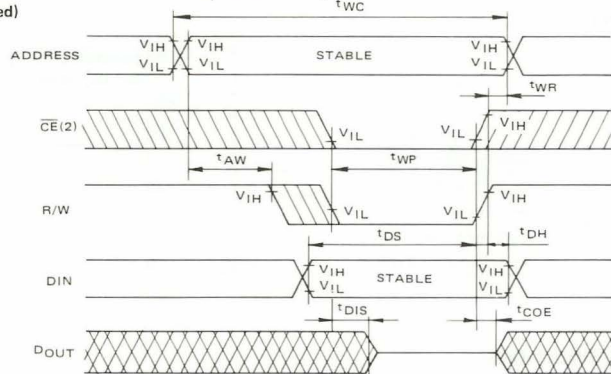 ed)
tWC
ADDRESS VIH VIL VIH VIL STABLE VIH VIL
tWR
CE(2) VIL VIL VIH
tAW tWP
R/W VIH VIL VIL VIH
tDS tDH
DIN VIH VIL STABLE VIH VIL
tDIS tCOE
DOUT